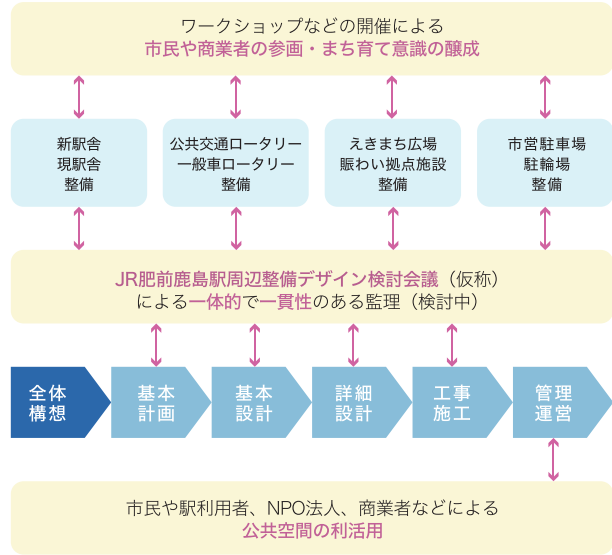 ワークショップなどの開催による
市民や商業者の参画・まち育て意識の醸成
新駅舎
現駅舎
整備
公共交通ロータリー
一般車ロータリー
整備
えきまち広場
賑わい拠点施設
整備
市営駐車場
駐輪場
整備
JR肥前鹿島駅周辺整備デザイン検討会議（仮称）
による一体的で一貫性のある監理（検討中）
全体
構想
基本
計画
基本
設計
詳細
設計
工事
施工
管理
運営
市民や駅利用者、NPO法人、商業者などによる
公共空間の利活用